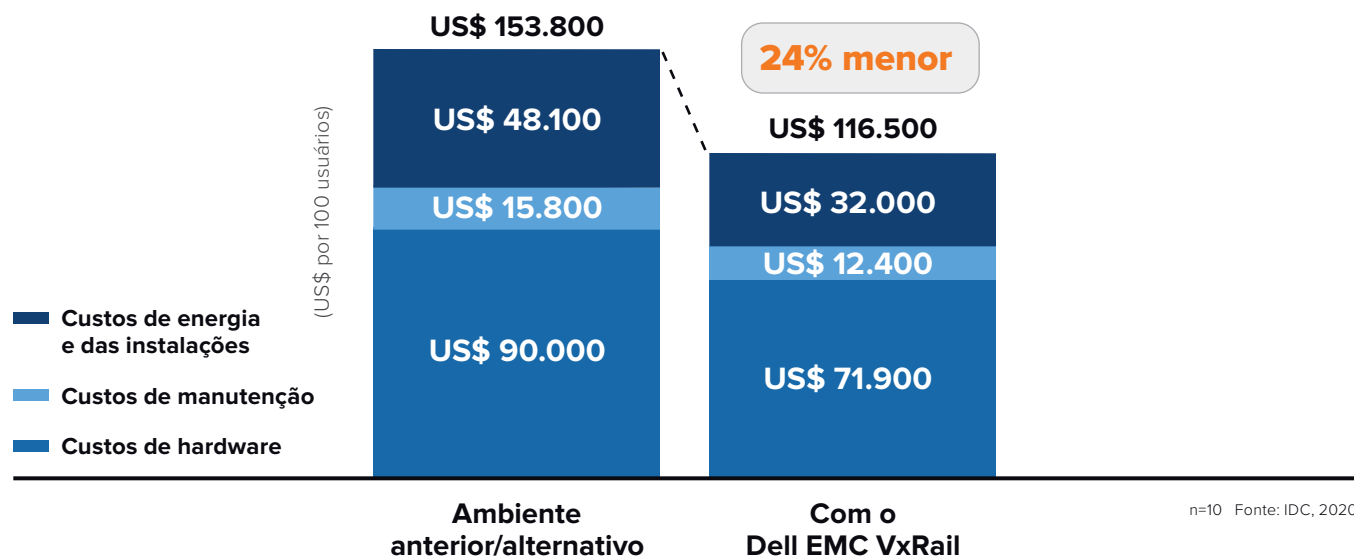 US$ 153.800
24% menor
US$ 116.500
(US$ por 100 usuários)
US$ 48.100
US$ 15.800
US$ 90.000
US$ 32.000
US$ 12.400
US$ 71.900
Custos de energia
e das instalações
Custos de manutenção
Custos de hardware
Ambiente
anterior/alternativo
Com o
Dell EMC VxRail
n=10 Fonte: IDC, 2020